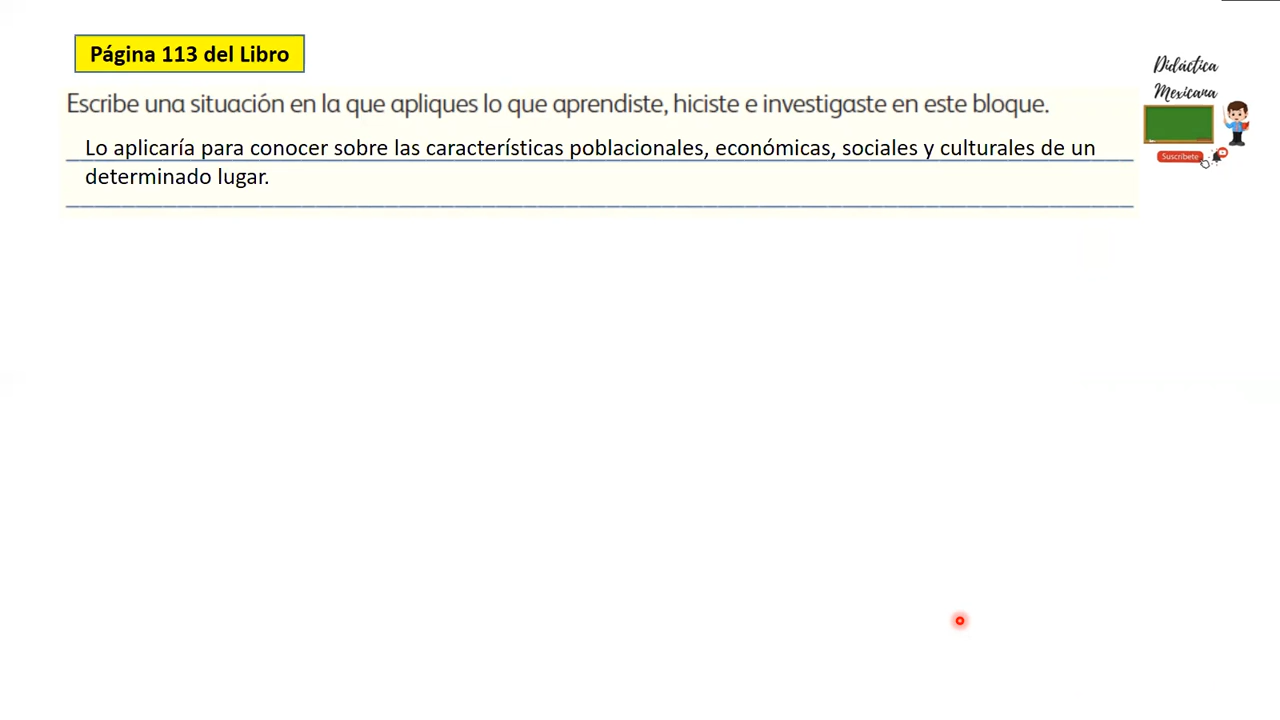 Página 113 del Libro
Escribe una situación en la que apliques lo que aprendiste, hiciste e investigaste en este bloque.
Lo aplicaría para conocer sobre las características poblacionales, económicas, sociales y culturales de un
determinado lugar.
Didáctica
Mexicana
Suscríbete